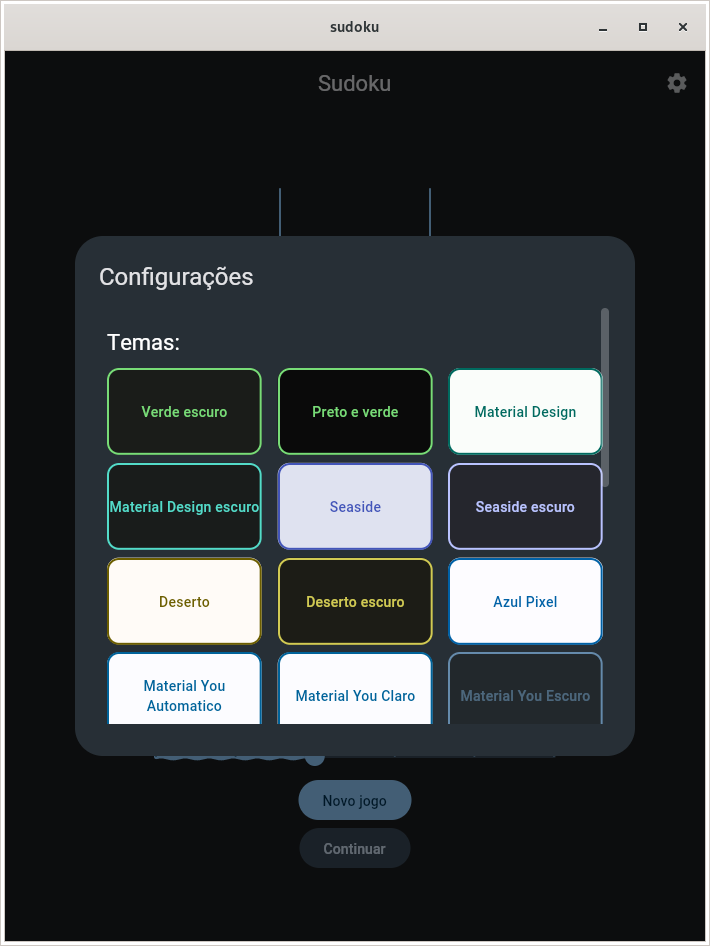 sudoku
Sudoku
Configurações
Temas:
Verde escuro
Preto e verde
Material Design
Material Design escuro
Seaside
Seaside escuro
Deserto
Deserto escuro
Azul Pixel
Material You
Automatico
Material You Claro
Material You Escuro
Novo jogo
Continuar